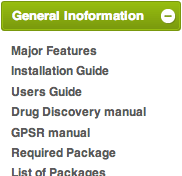 General Inoformation
Major Features
Installation Guide
Users Guide
Drug Discovery manual
GPSR manual
Required Package
List of Packages